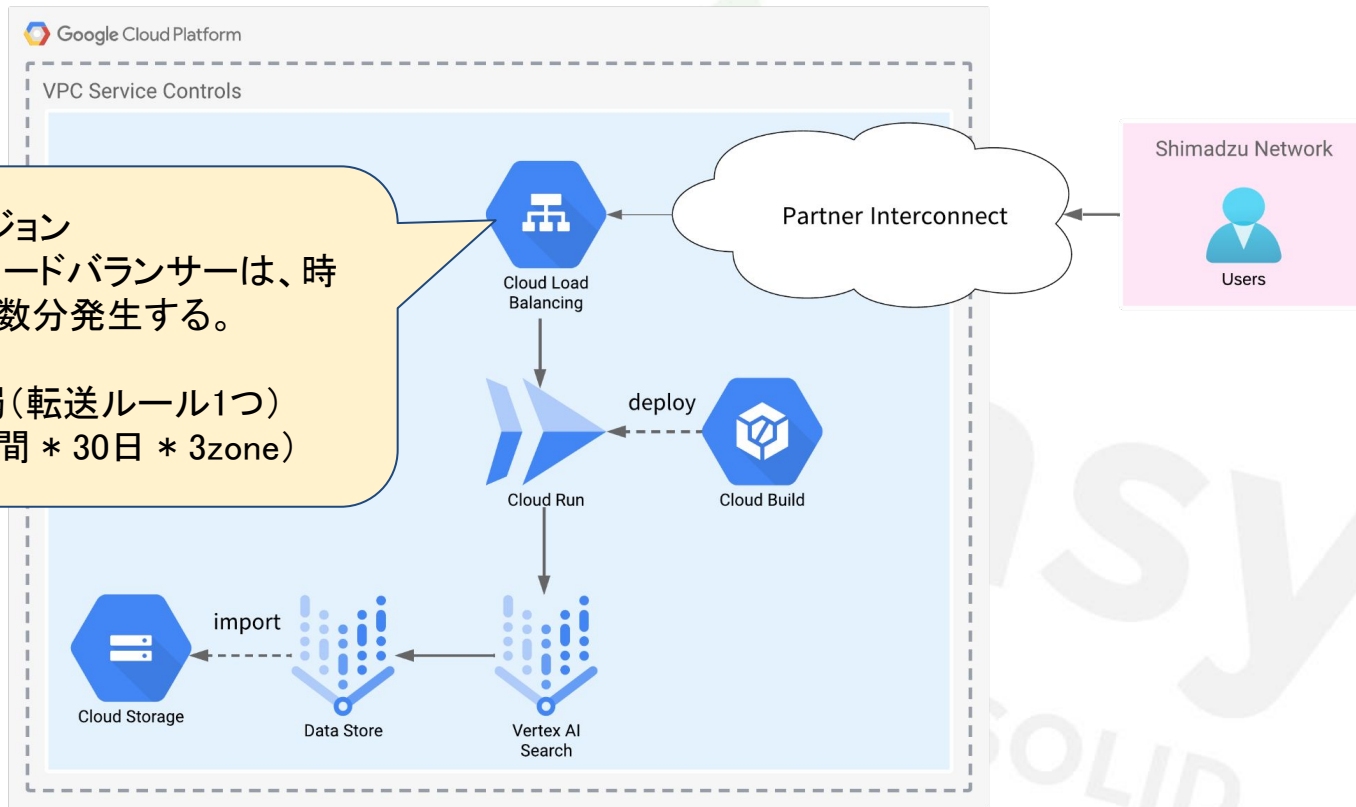 Google Cloud Platform
VPC Service Controls
ジョン
ードバランサーは、時
数分発生する。
(転送ルール1つ)
間 * 30日 * 3zone)
Cloud Load
Balancing
Partner Interconnect
Shimadzu Network
Users
deploy
Cloud Run
Cloud Build
import
Cloud Storage
Data Store
Vertex AI
Search
asy
SOLID